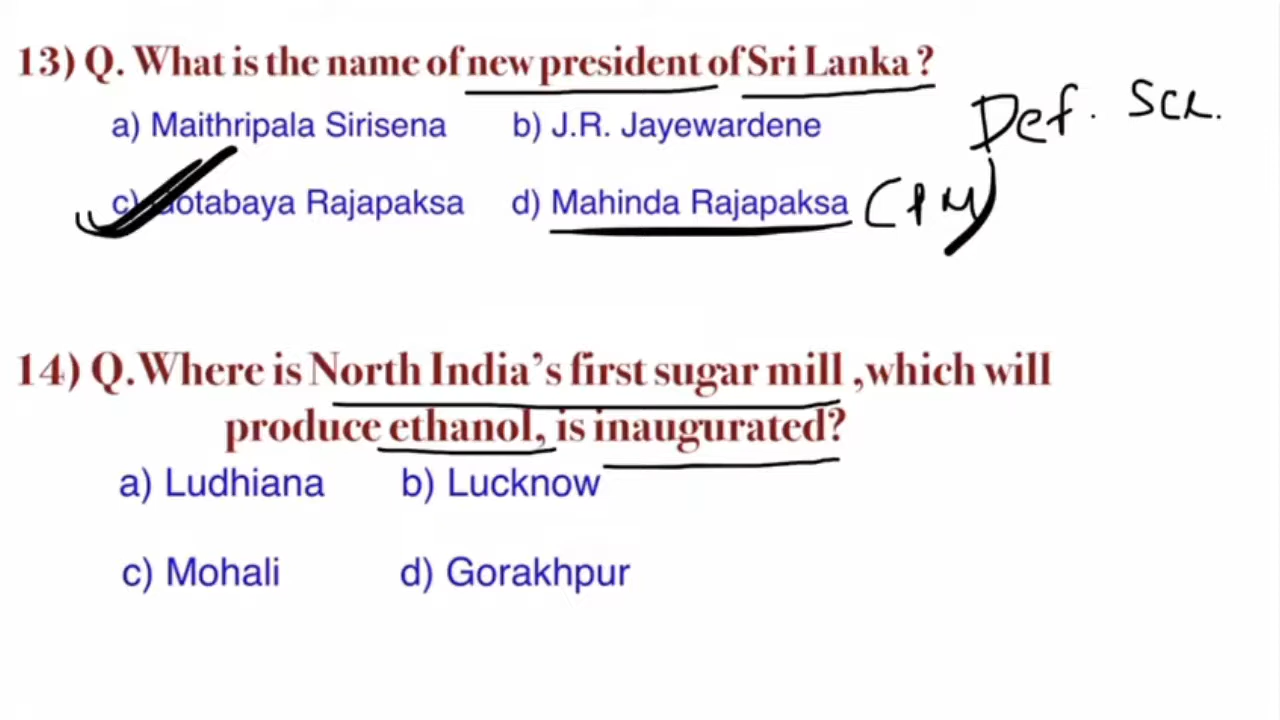 13) Q. What is the name of new president of Sri Lanka ?
a) Maithripala Sirisena b) J.R. Jayewardene
Def. Sce.
c) Gotabaya Rajapaksa d) Mahinda Rajapaksa (PM)
14) Q.Where is North India's first sugar mill ,which will
produce ethanol, is inaugurated?
a) Ludhiana b) Lucknow
c) Mohali d) Gorakhpur